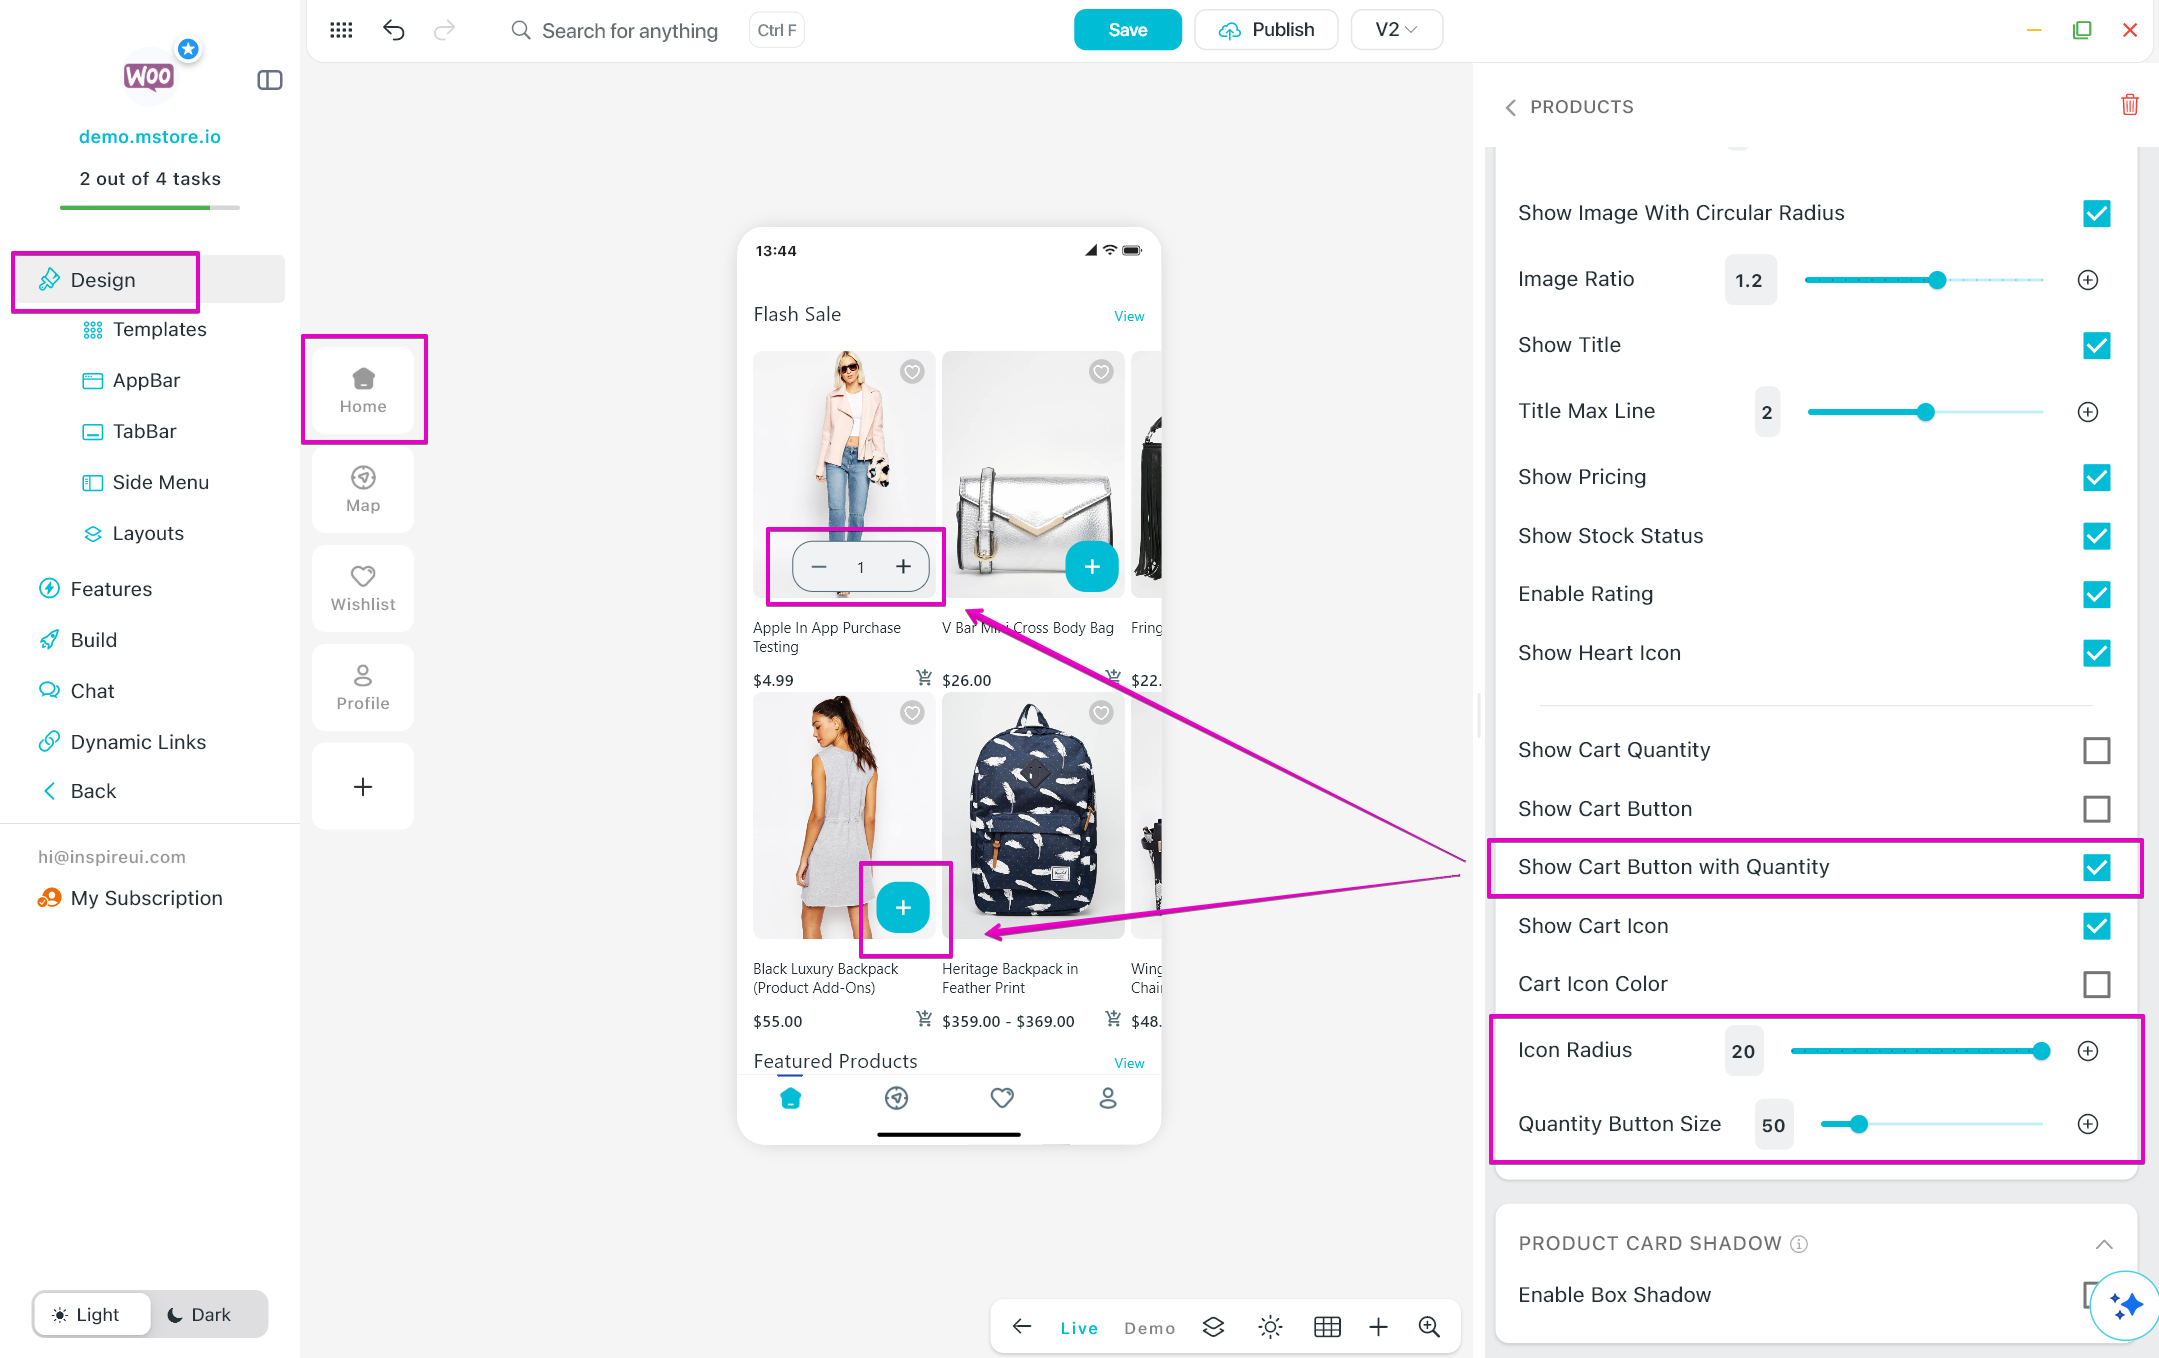 Search for anything
Ctrl F
Save
Publish
V2
WOO
demo.mstore.io
2 out of 4 tasks
Design
Templates
AppBar
TabBar
Side Menu
Layouts
Features
Build
Chat
Dynamic Links
Back
hi@inspireui.com
My Subscription
Light
Dark
Home
Map
Wishlist
Profile
13:44
Flash Sale
View
1
Apple In App Purchase
Testing
$4.99
V Bar Mini Cross Body Bag
$26.00
Fring
$22.
Black Luxury Backpack
(Product Add-Ons)
$55.00
Heritage Backpack in
Feather Print
$359.00 - $369.00
Wing
Chai
$48.
Featured Products
View
Live
Demo
PRODUCTS
Show Image With Circular Radius
Image Ratio 1.2
Show Title
Title Max Line 2
Show Pricing
Show Stock Status
Enable Rating
Show Heart Icon
Show Cart Quantity
Show Cart Button
Show Cart Button with Quantity
Show Cart Icon
Cart Icon Color
Icon Radius 20
Quantity Button Size 50
PRODUCT CARD SHADOW
Enable Box Shadow